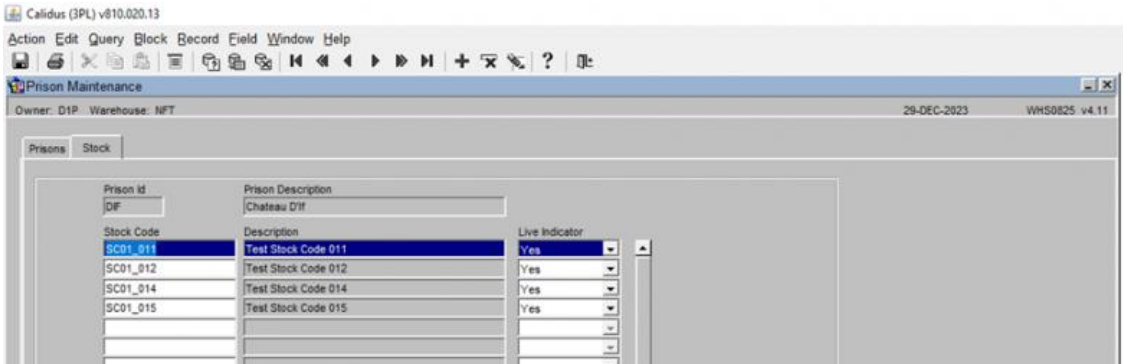 Calidus (3PL) v810.020.13
Action Edit Query Block Record Field Window Help
?
Prison Maintenance
Owner: D1P Warehouse: NFT 29-DEC-2023 WHS0825 v4.11
Prisons Stock
Prison Id Prison Description
DIF Chateau D'If
Stock Code Description Live Indicator
SC01_011 Test Stock Code 011 Yes
SC01_012 Test Stock Code 012 Yes
SC01_014 Test Stock Code 014 Yes
SC01_015 Test Stock Code 015 Yes